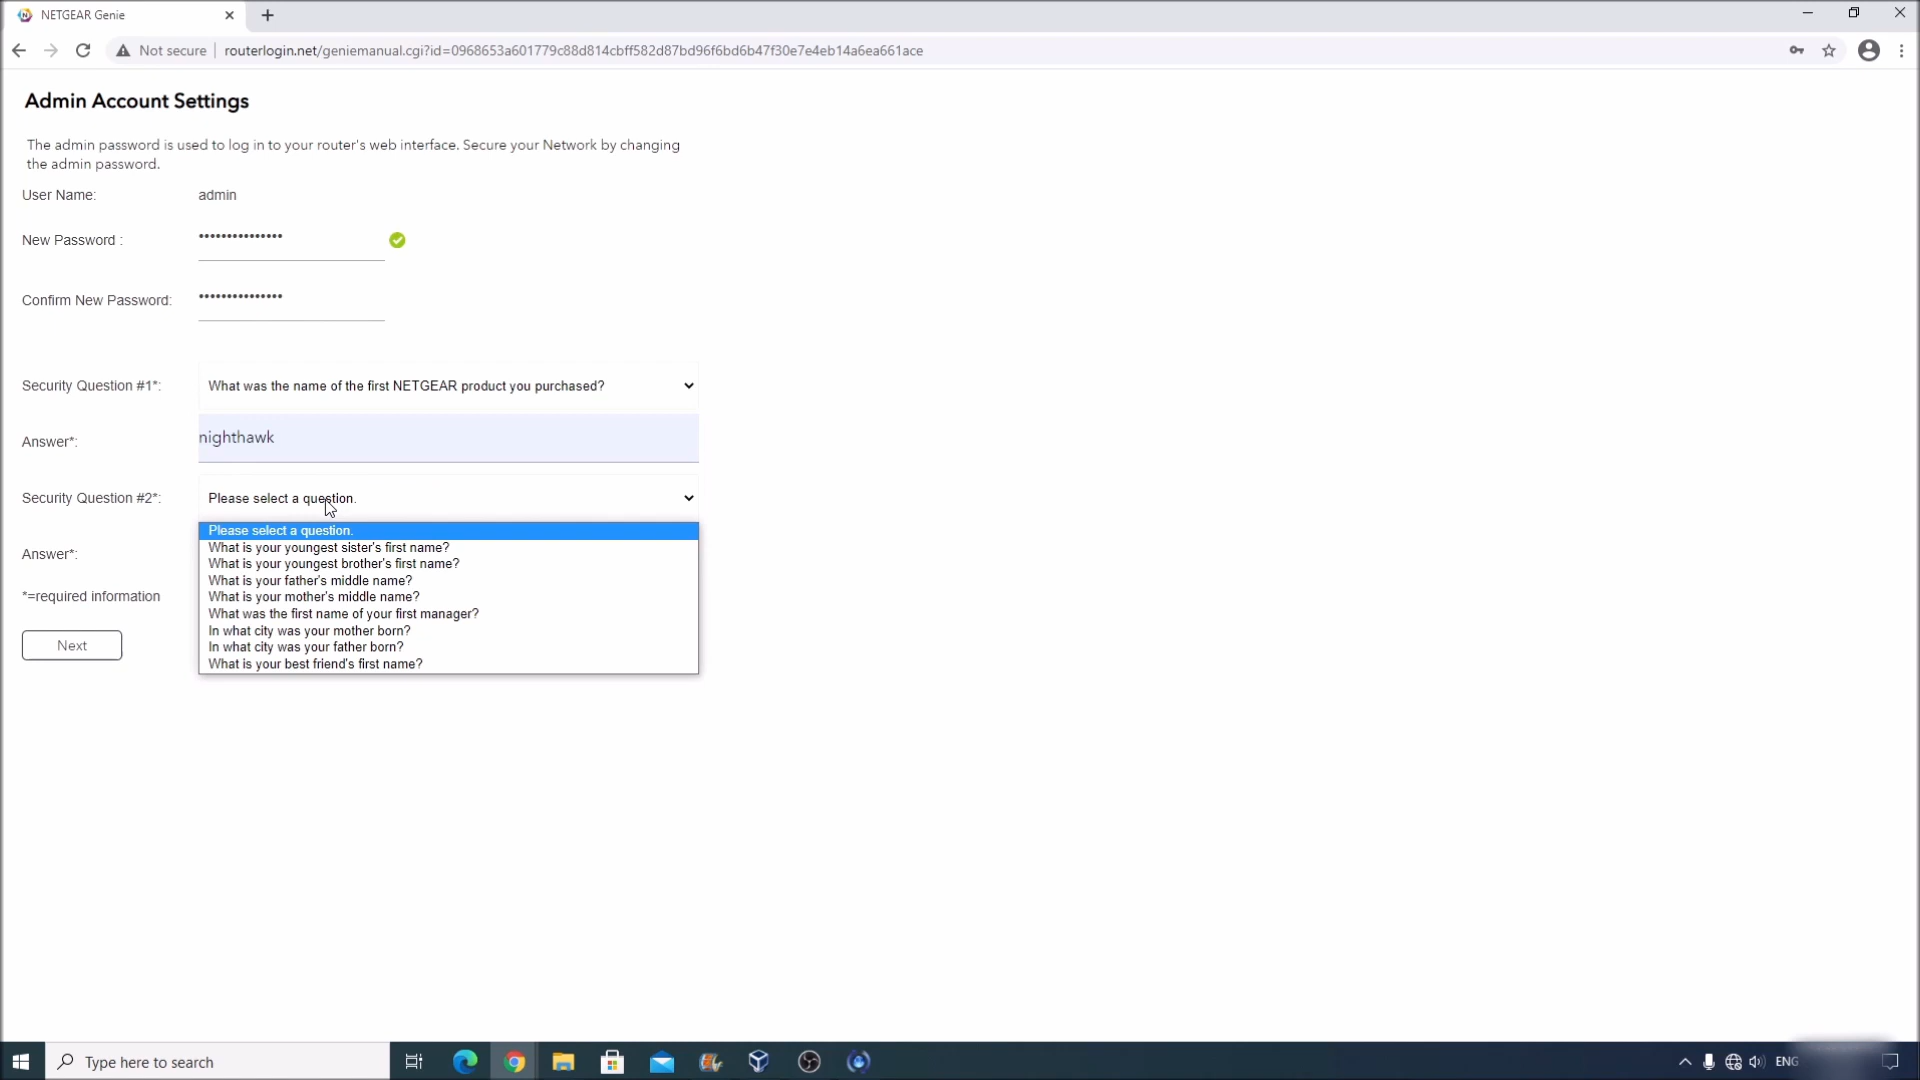 NETGEAR Genie
Not secure
routerlogin.net/geniemanual.cgi?id=0968653a601779c88d814cbff582d87bd96f6bd6b47f30e7e4eb14a6ea661ace
Admin Account Settings
The admin password is used to log in to your router's web interface. Secure your Network by changing
the admin password.
User Name: admin
New Password : •••••••••••••••
Confirm New Password: •••••••••••••••
Security Question #1*: What was the name of the first NETGEAR product you purchased?
Answer*: nighthawk
Security Question #2*: Please select a question.
Please select a question.
What is your youngest sister's first name?
What is your youngest brother's first name?
Answer*:
What is your father's middle name?
What is your mother's middle name?
*=required information
What was the first name of your first manager?
In what city was your mother born?
In what city was your father born?
Next
What is your best friend's first name?
Type here to search
ENG